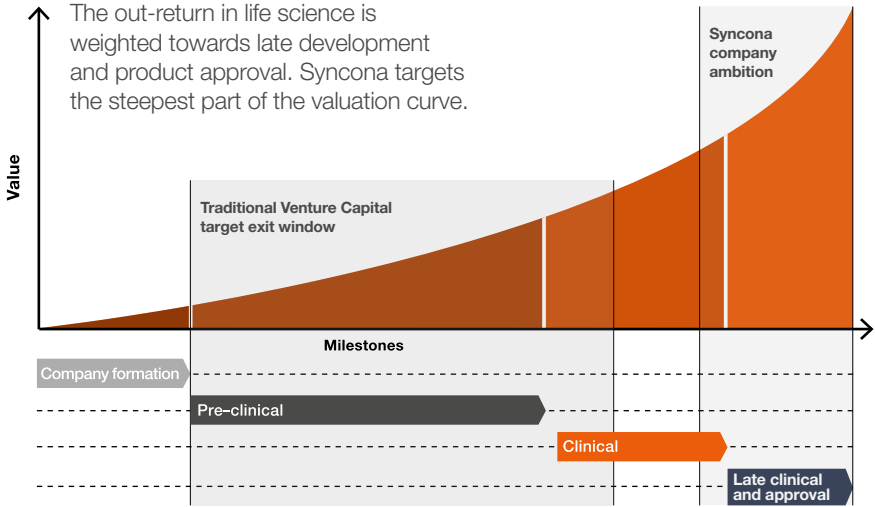 The out-return in life science is
weighted towards late development
and product approval. Syncona targets
the steepest part of the valuation curve.
Syncona
company
ambition
Value
Traditional Venture Capital
target exit window
Milestones
Company formation
Pre–clinical
Clinical
Late clinical
and approval